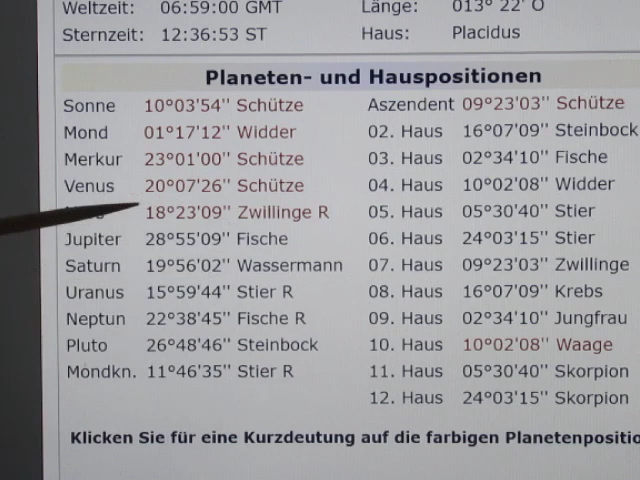 Weltzeit: 06:59:00 GMT Länge: 013° 22' O
Sternzeit: 12:36:53 ST Haus: Placidus
Planeten- und Hauspositionen
Sonne 10°03'54'' Schütze Aszendent 09°23'03'' Schütze
Mond 01°17'12'' Widder 02. Haus 16°07'09'' Steinbock
Merkur 23°01'00'' Schütze 03. Haus 02°34'10'' Fische
Venus 20°07'26'' Schütze 04. Haus 10°02'08'' Widder
18°23'09'' Zwillinge R 05. Haus 05°30'40'' Stier
Jupiter 28°55'09'' Fische 06. Haus 24°03'15'' Stier
Saturn 19°56'02'' Wassermann 07. Haus 09°23'03'' Zwillinge
Uranus 15°59'44'' Stier R 08. Haus 16°07'09'' Krebs
Neptun 22°38'45'' Fische R 09. Haus 02°34'10'' Jungfrau
Pluto 26°48'46'' Steinbock 10. Haus 10°02'08'' Waage
Mondkn. 11°46'35'' Stier R 11. Haus 05°30'40'' Skorpion
12. Haus 24°03'15'' Skorpion
Klicken Sie für eine Kurzdeutung auf die farbigen Planetenpositio